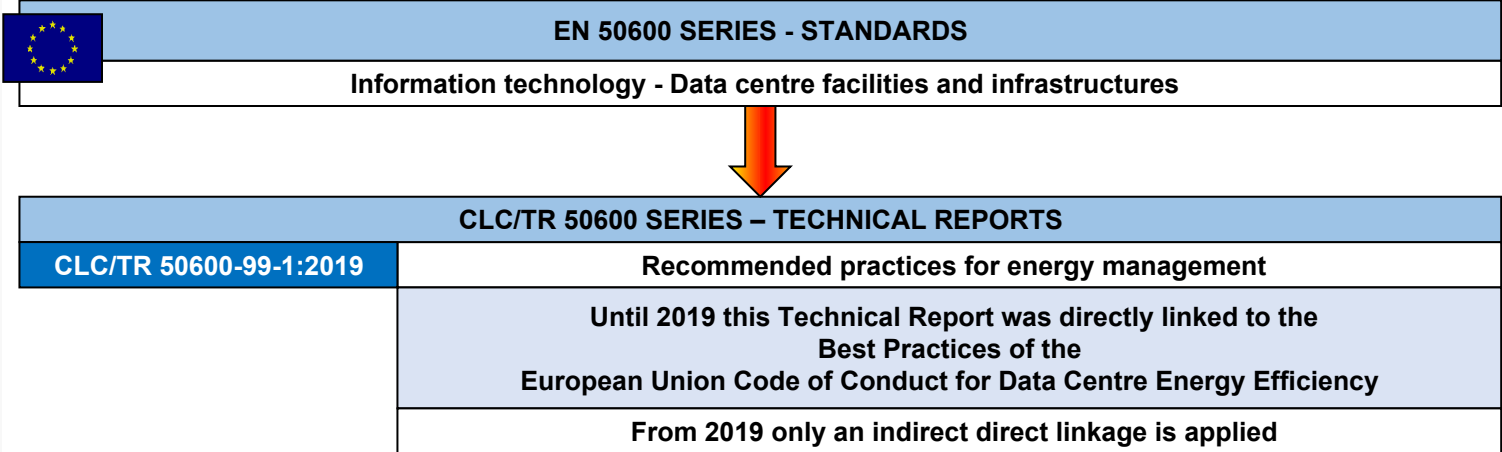 EN 50600 SERIES - STANDARDS
Information technology - Data centre facilities and infrastructures
CLC/TR 50600 SERIES – TECHNICAL REPORTS
CLC/TR 50600-99-1:2019
Recommended practices for energy management
Until 2019 this Technical Report was directly linked to the
Best Practices of the
European Union Code of Conduct for Data Centre Energy Efficiency
From 2019 only an indirect direct linkage is applied